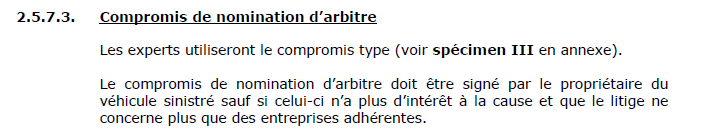 2.5.7.3. Compromis de nomination d’arbitre
Les experts utiliseront le compromis type (voir spécimen III en annexe).
Le compromis de nomination d’arbitre doit être signé par le propriétaire du
véhicule sinistré sauf si celui-ci n’a plus d’intérêt à la cause et que le litige ne
concerne plus que des entreprises adhérentes.